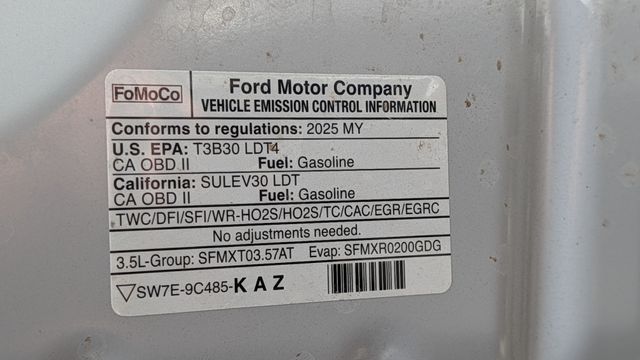 FoMoCo
Ford Motor Company
VEHICLE EMISSION CONTROL INFORMATION
Conforms to regulations: 2025 MY
U.S. EPA: T3B30 LDT4
CA OBD II Fuel: Gasoline
California: SULEV30 LDT
CA OBD II Fuel: Gasoline
TWC/DFI/SFI/WR-HO2S/HO2S/TC/CAC/EGR/EGRC
No adjustments needed.
3.5L-Group: SFMXT03.57AT Evap: SFMXR0200GDG
SW7E-9C485-K A Z